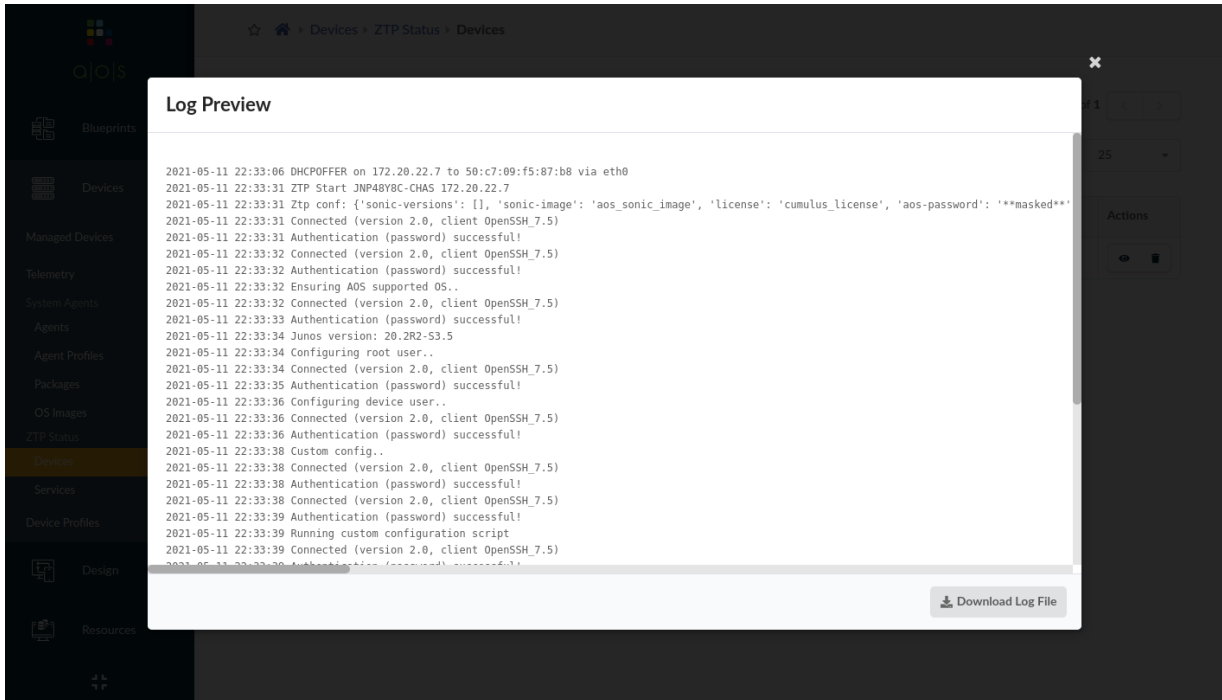 a|o|s
Devices › ZTP Status › Devices
Blueprints
Devices
Managed Devices
Telemetry
System Agents
Agents
Agent Profiles
Packages
OS Images
ZTP Status
Devices
Services
Device Profiles
Design
Resources
of 1
25
Actions
Log Preview
2021-05-11 22:33:06 DHCPOFFER on 172.20.22.7 to 50:c7:09:f5:87:b8 via eth0
2021-05-11 22:33:31 ZTP Start JNP48Y8C-CHAS 172.20.22.7
2021-05-11 22:33:31 Ztp conf: {'sonic-versions': [], 'sonic-image': 'aos_sonic_image', 'license': 'cumulus_license', 'aos-password': '**masked**'
2021-05-11 22:33:31 Connected (version 2.0, client OpenSSH_7.5)
2021-05-11 22:33:31 Authentication (password) successful!
2021-05-11 22:33:32 Connected (version 2.0, client OpenSSH_7.5)
2021-05-11 22:33:32 Authentication (password) successful!
2021-05-11 22:33:32 Ensuring AOS supported OS..
2021-05-11 22:33:32 Connected (version 2.0, client OpenSSH_7.5)
2021-05-11 22:33:33 Authentication (password) successful!
2021-05-11 22:33:34 Junos version: 20.2R2-S3.5
2021-05-11 22:33:34 Configuring root user..
2021-05-11 22:33:34 Connected (version 2.0, client OpenSSH_7.5)
2021-05-11 22:33:35 Authentication (password) successful!
2021-05-11 22:33:36 Configuring device user..
2021-05-11 22:33:36 Connected (version 2.0, client OpenSSH_7.5)
2021-05-11 22:33:36 Authentication (password) successful!
2021-05-11 22:33:38 Custom config..
2021-05-11 22:33:38 Connected (version 2.0, client OpenSSH_7.5)
2021-05-11 22:33:38 Authentication (password) successful!
2021-05-11 22:33:38 Connected (version 2.0, client OpenSSH_7.5)
2021-05-11 22:33:39 Authentication (password) successful!
2021-05-11 22:33:39 Running custom configuration script
2021-05-11 22:33:39 Connected (version 2.0, client OpenSSH_7.5)
2021-05-11 22:33:39 Authentication (password) successful!
Download Log File